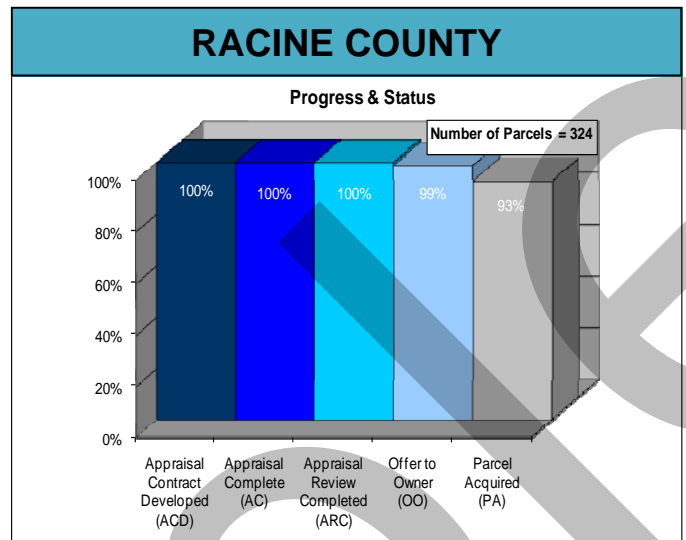 RACINE COUNTY
Progress & Status
Number of Parcels = 324
100%
80%
60%
40%
20%
0%
100%
100%
100%
99%
93%
Appraisal
Contract
Developed
(ACD)
Appraisal
Complete
(AC)
Appraisal
Review
Completed
(ARC)
Offer to
Owner
(OO)
Parcel
Acquired
(PA)